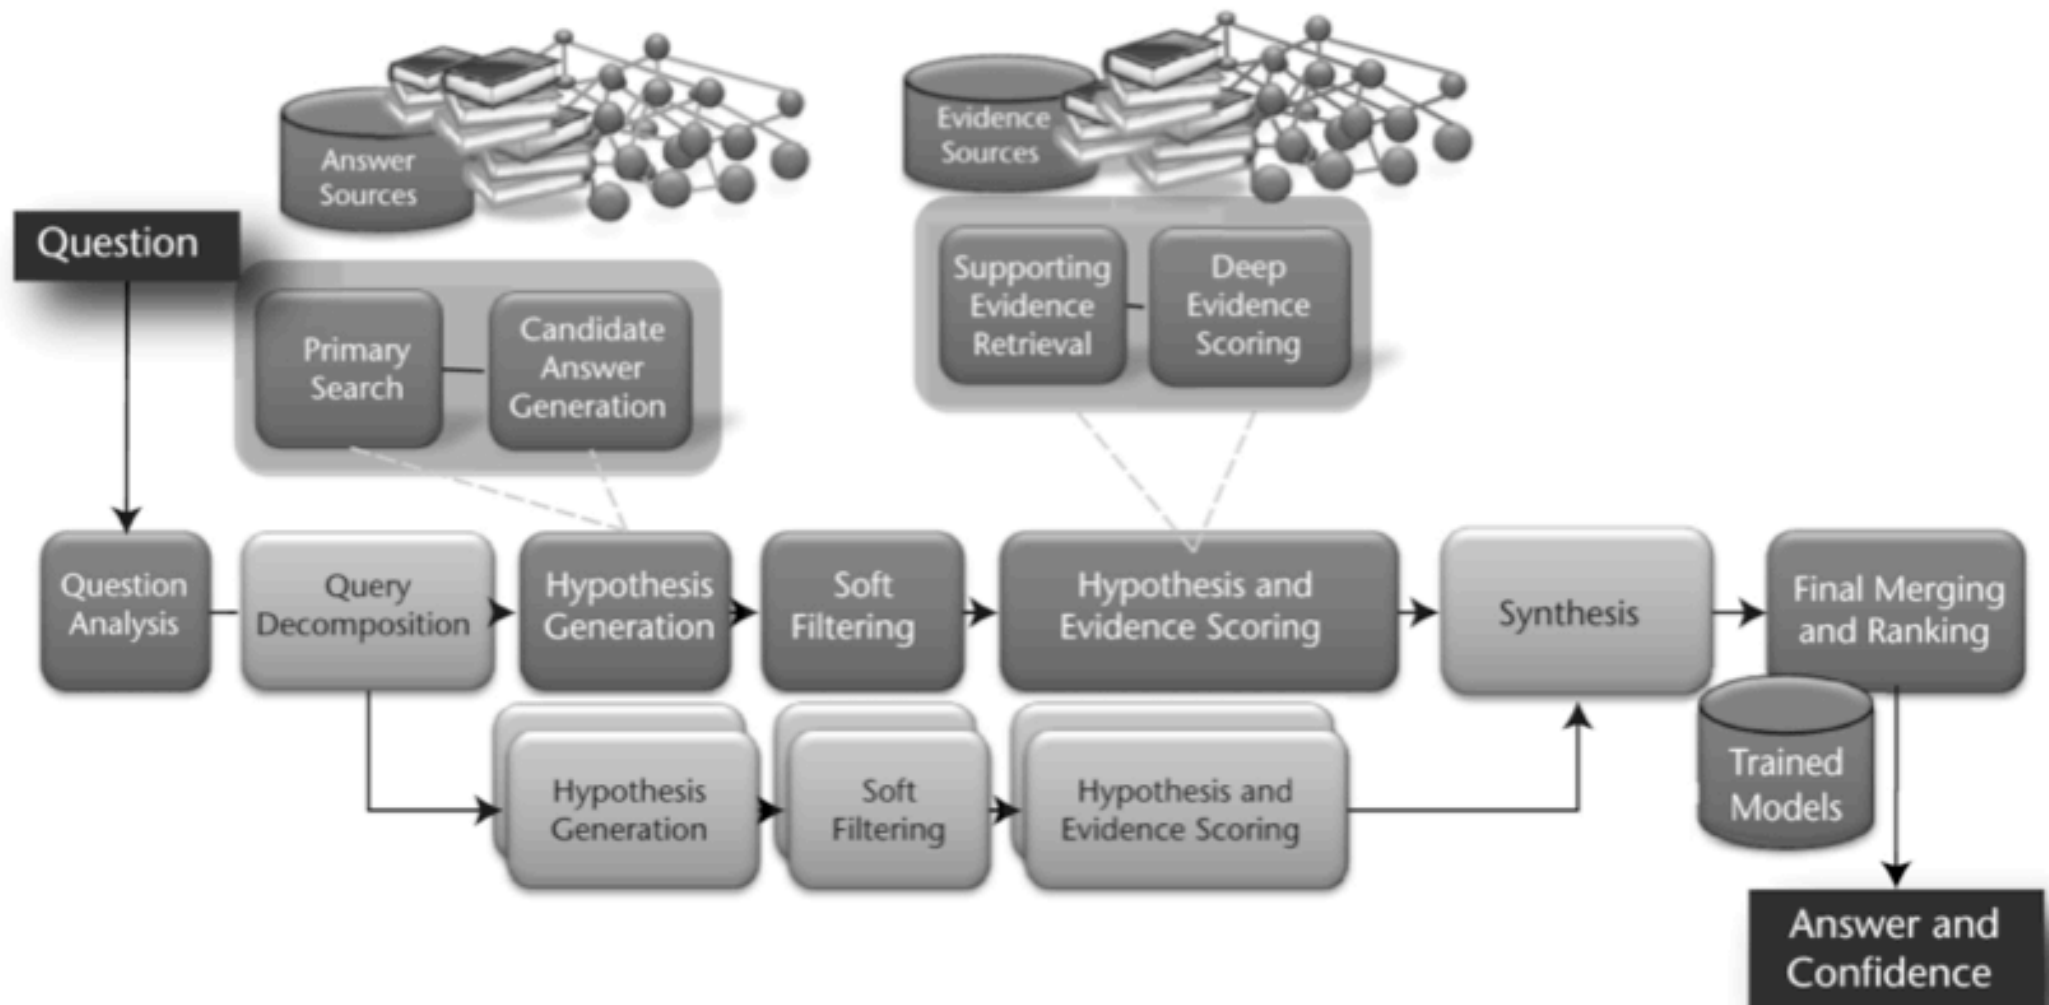 Answer
Sources
Evidence
Sources
Question
Primary
Search
Candidate
Answer
Generation
Supporting
Evidence
Retrieval
Deep
Evidence
Scoring
Question
Analysis
Query
Decomposition
Hypothesis
Generation
Soft
Filtering
Hypothesis and
Evidence Scoring
Synthesis
Final Merging
and Ranking
Hypothesis
Generation
Soft
Filtering
Hypothesis and
Evidence Scoring
Trained
Models
Answer and
Confidence